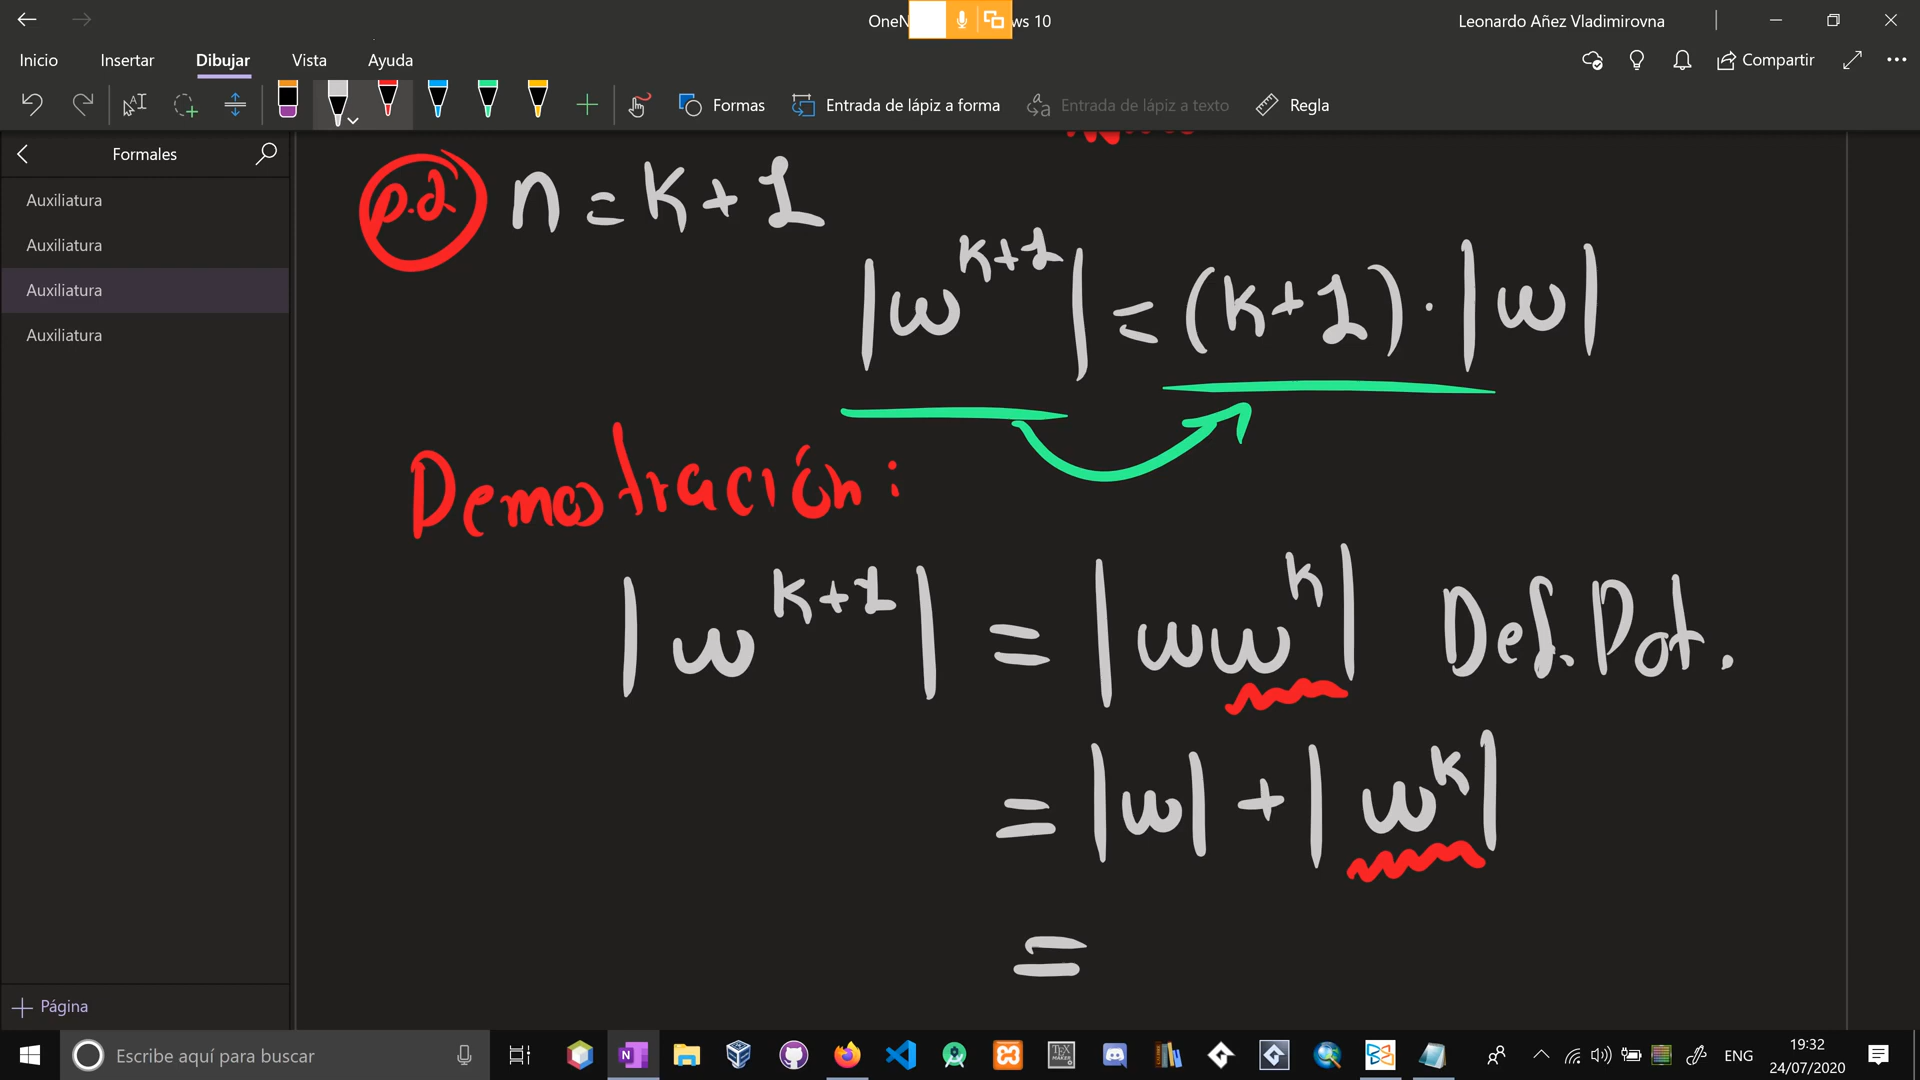 OneN ws 10
Leonardo Añez Vladimirovna
Inicio Insertar Dibujar Vista Ayuda
Compartir
Formas
Entrada de lápiz a forma
Entrada de lápiz a texto
Regla
Formales
Auxiliatura
Auxiliatura
Auxiliatura
Auxiliatura
Página
p.d n = k + 1
|w^{k+1}| = (k+1) · |w|
Demostración:
|w^{k+1}| = |ww^k| Def. Pot.
= |w| + |w^k|
=
Escribe aquí para buscar
ENG
19:32
24/07/2020